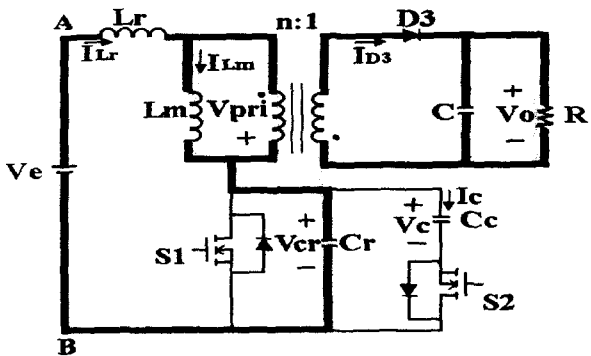 A Lr n:1 D3
ILr ILm ID3
Lm Vpri + C + Vo − R
Ve
+ Ic
S1 Vcr Cr + Vc Cc
− −
S2
B